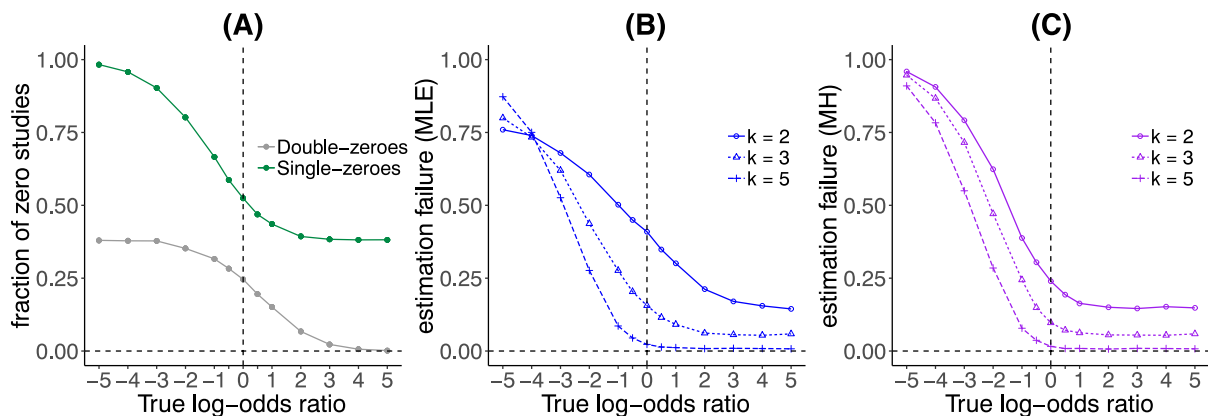 (A)
fraction of zero studies
1.00
0.75
0.50
0.25
0.00
Double−zeroes
Single−zeroes
−5 −4 −3 −2 −1 0 1 2 3 4 5
True log−odds ratio
(B)
estimation failure (MLE)
1.00
0.75
0.50
0.25
0.00
k = 2
k = 3
k = 5
−5 −4 −3 −2 −1 0 1 2 3 4 5
True log−odds ratio
(C)
estimation failure (MH)
1.00
0.75
0.50
0.25
0.00
k = 2
k = 3
k = 5
−5 −4 −3 −2 −1 0 1 2 3 4 5
True log−odds ratio